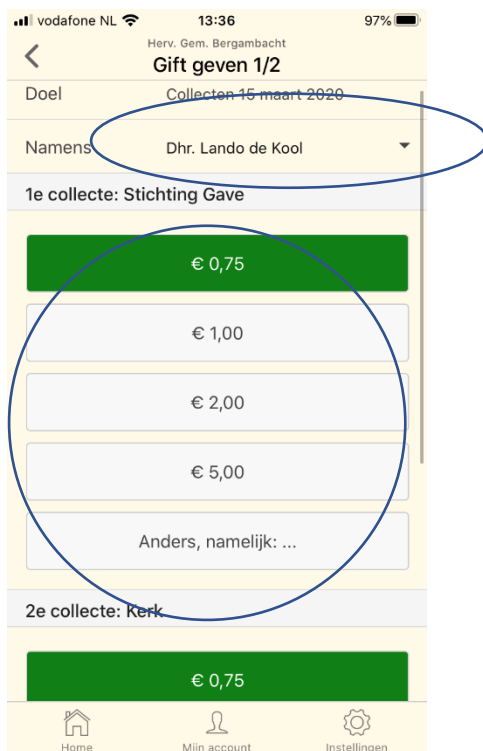 vodafone NL 13:36 97%
Herv. Gem. Bergambacht
Gift geven 1/2
Doel Collecten 15 maart 2020
Namens Dhr. Lando de Kool
1e collecte: Stichting Gave
€ 0,75
€ 1,00
€ 2,00
€ 5,00
Anders, namelijk: ...
2e collecte: Kerk
€ 0,75
Home Mijn account Instellingen